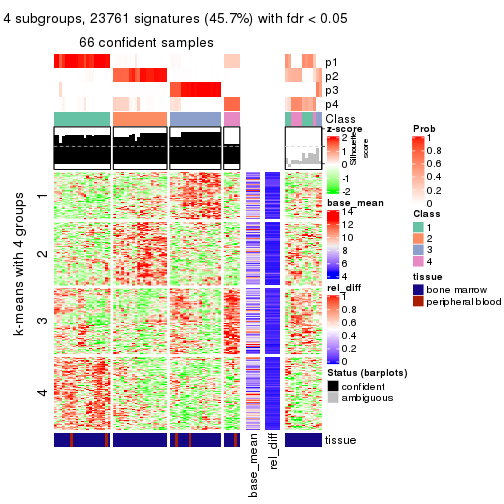 4 subgroups, 23761 signatures (45.7%) with fdr < 0.05
66 confident samples
p1
p2
p3
p4
Class
Silhouette
score
k-means with 4 groups
1
2
3
4
tissue
base_mean
rel_diff
z-score
2
1
0
-1
-2
base_mean
14
12
10
8
6
4
rel_diff
1
0.8
0.6
0.4
0.2
0
Status (barplots)
confident
ambiguous
Prob
1
0.8
0.6
0.4
0.2
0
Class
1
2
3
4
tissue
bone marrow
peripheral blood